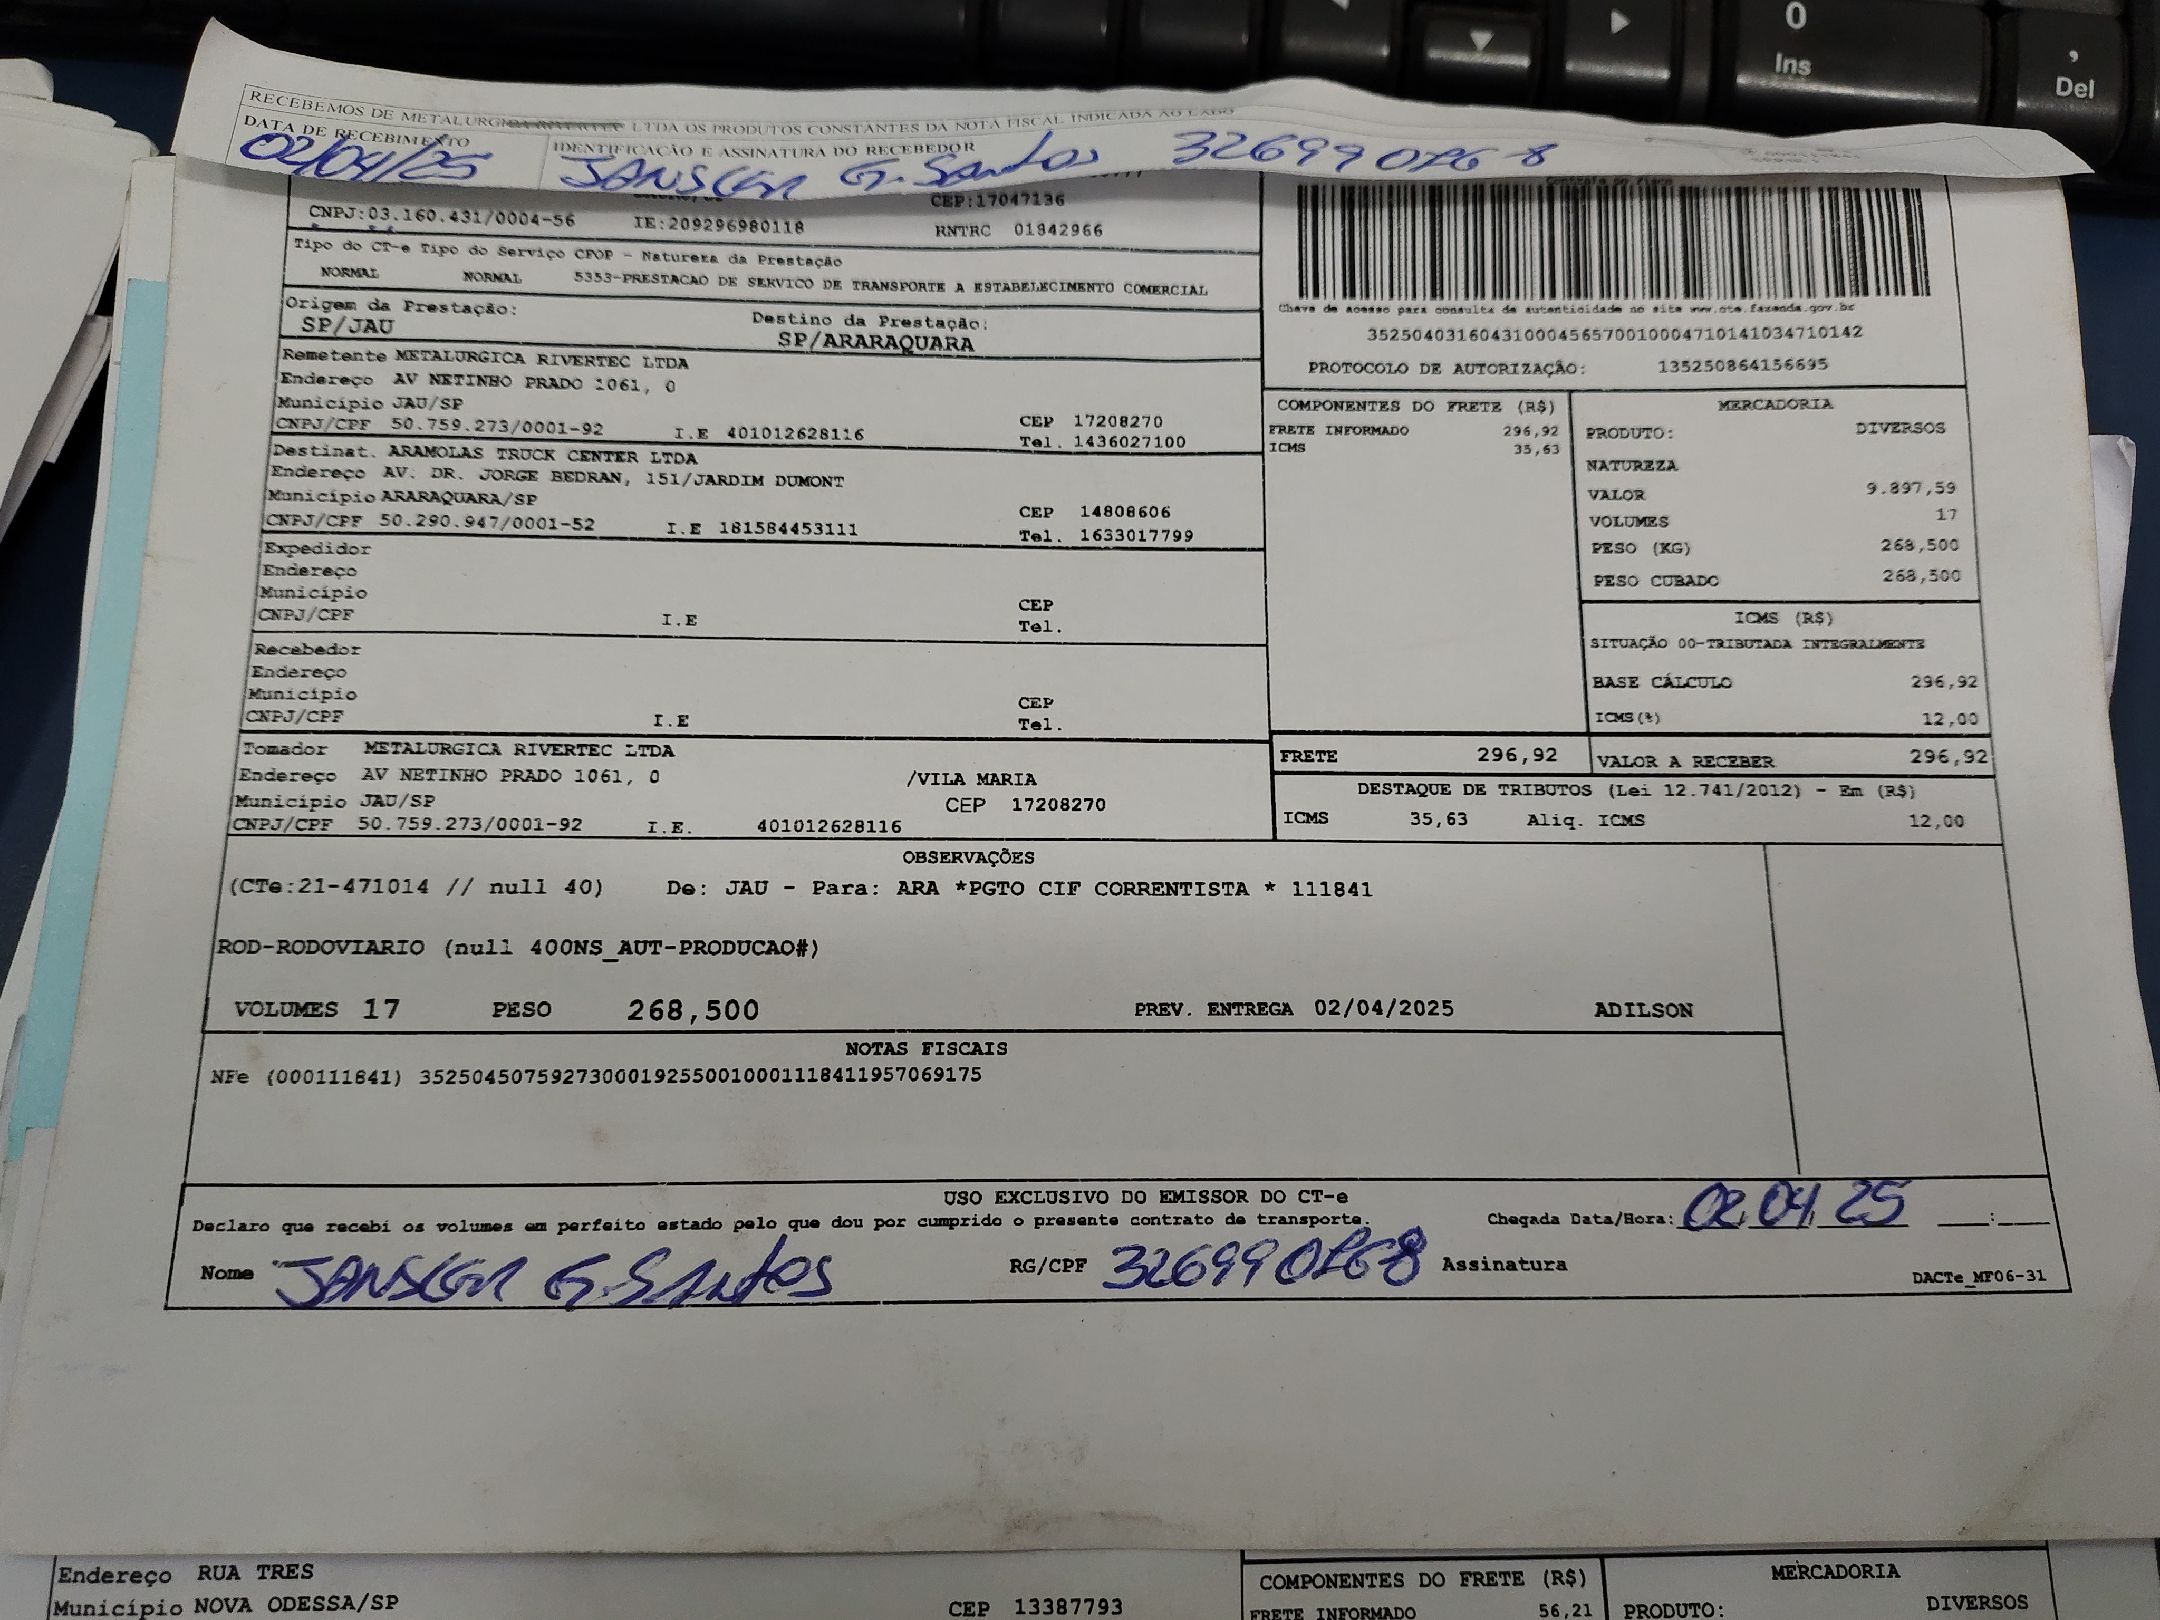 0
Ins
,
Del
RECEBEMOS DE METALURGICA RIVERTEC LTDA OS PRODUTOS CONSTANTES DA NOTA FISCAL INDICADA AO LADO
DATA DE RECEBIMENTO
IDENTIFICAÇÃO E ASSINATURA DO RECEBEDOR
02/04/25
G. Santos
CEP:17047136
CNPJ:03.160.431/0004-56 IE:209296980118 RNTRC 01842966
Tipo do CT-e Tipo do Serviço CFOP - Natureza da Prestação
NORMAL NORMAL 5353-PRESTACAO DE SERVICO DE TRANSPORTE A ESTABELECIMENTO COMERCIAL
Origem da Prestação: Destino da Prestação:
SP/JAU SP/ARARAQUARA
Remetente METALURGICA RIVERTEC LTDA
Endereço AV NETINHO PRADO 1061, 0
Município JAU/SP CEP 17208270
CNPJ/CPF 50.759.273/0001-92 I.E 401012628116 Tel. 1436027100
Destinat. ARAMOLAS TRUCK CENTER LTDA
Endereço AV. DR. JORGE BEDRAN, 151/JARDIM DUMONT
Município ARARAQUARA/SP CEP 14808606
CNPJ/CPF 50.290.947/0001-52 I.E 181584453111 Tel. 1633017799
Expedidor
Endereço
Município CEP
CNPJ/CPF I.E Tel.
Recebedor
Endereço
Município CEP
CNPJ/CPF I.E Tel.
Tomador METALURGICA RIVERTEC LTDA
Endereço AV NETINHO PRADO 1061, 0 /VILA MARIA
Município JAU/SP CEP 17208270
CNPJ/CPF 50.759.273/0001-92 I.E. 401012628116
Controle do Fisco
Chave de acesso para consulta de autenticidade no site www.cte.fazenda.gov.br
35250403160431000456570010004710141034710142
PROTOCOLO DE AUTORIZAÇÃO: 135250864156695
COMPONENTES DO FRETE (R$)
FRETE INFORMADO 296,92
ICMS 35,63
MERCADORIA
PRODUTO: DIVERSOS
NATUREZA
VALOR 9.897,59
VOLUMES 17
PESO (KG) 268,500
PESO CUBADO 268,500
ICMS (R$)
SITUAÇÃO 00-TRIBUTADA INTEGRALMENTE
BASE CÁLCULO 296,92
ICMS(%) 12,00
FRETE 296,92 VALOR A RECEBER 296,92
DESTAQUE DE TRIBUTOS (Lei 12.741/2012) - Em (R$)
ICMS 35,63 Aliq. ICMS 12,00
OBSERVAÇÕES
(CTe:21-471014 // null 40) De: JAU - Para: ARA *PGTO CIF CORRENTISTA * 111841
ROD-RODOVIARIO (null 400NS_AUT-PRODUCAO#)
VOLUMES 17 PESO 268,500 PREV. ENTREGA 02/04/2025 ADILSON
NOTAS FISCAIS
NFe (000111841) 35250450759273000192550010001118411957069175
USO EXCLUSIVO DO EMISSOR DO CT-e
Declaro que recebi os volumes em perfeito estado pelo que dou por cumprido o presente contrato de transporte. Chegada Data/Hora: 02/04/25 ____:____
Nome G. Santos RG/CPF Assinatura
DACTe_MF06-31
Endereço RUA TRES
Município NOVA ODESSA/SP CEP 13387793
COMPONENTES DO FRETE (R$)
FRETE INFORMADO 56,21
MERCADORIA
PRODUTO: DIVERSOS